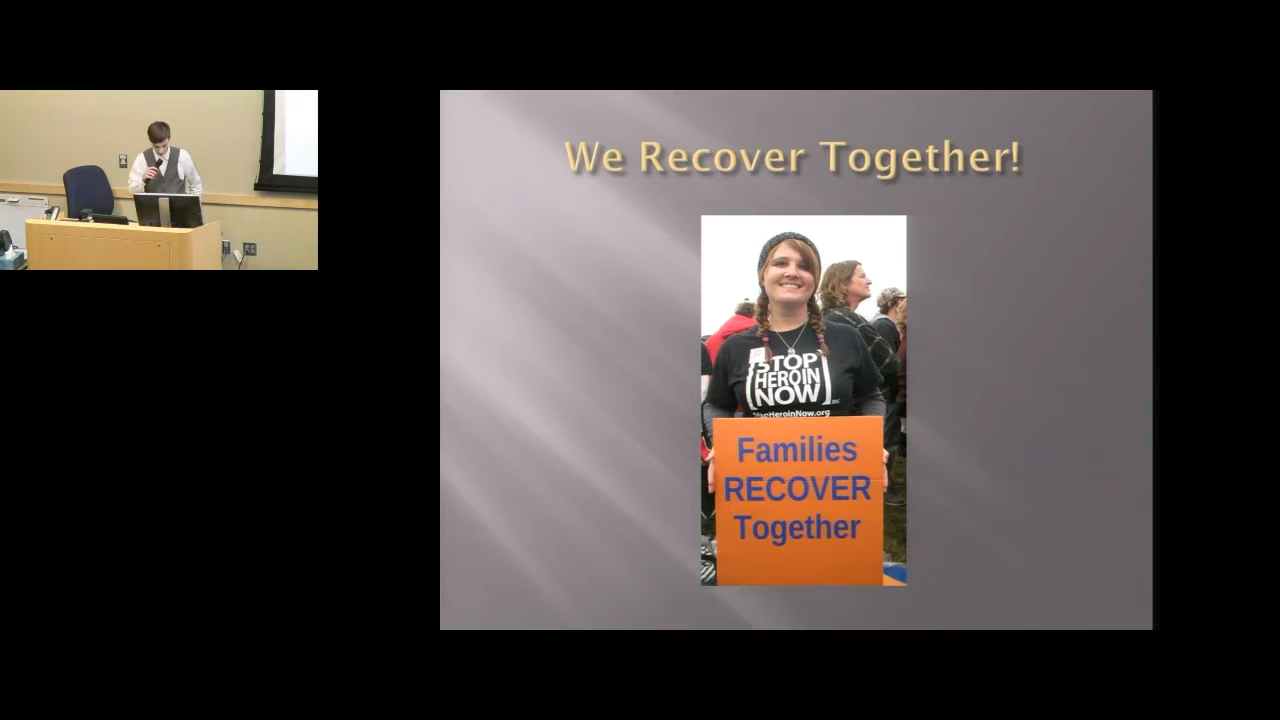 We Recover Together!
STOP
HEROIN
NOW
StopHeroinNow.org
Families
RECOVER
Together